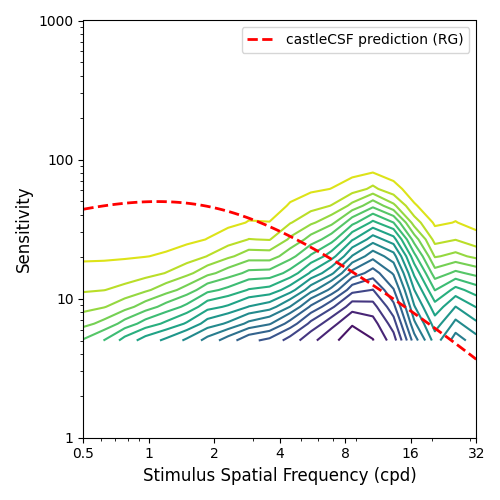 1000
castleCSF prediction (RG)
100
Sensitivity
10
1
0.5 1 2 4 8 16 32
Stimulus Spatial Frequency (cpd)